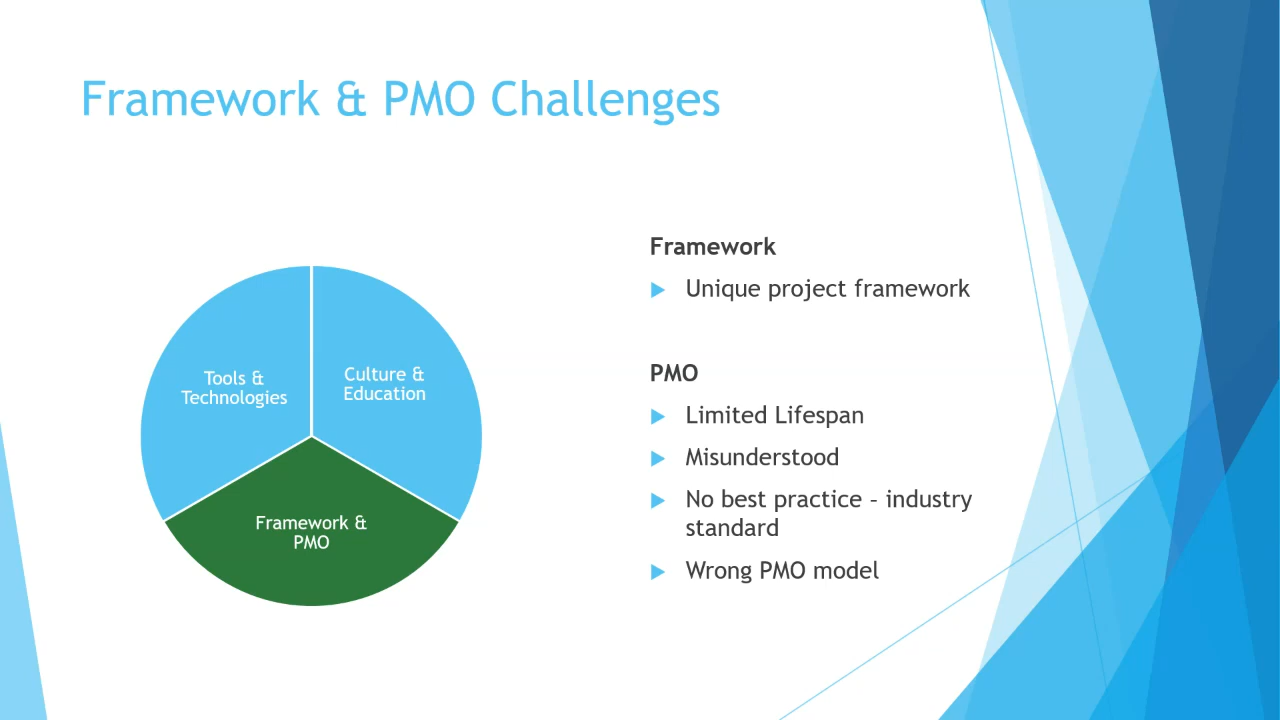 Framework & PMO Challenges
Tools &
Technologies
Culture &
Education
Framework &
PMO
Framework
Unique project framework
PMO
Limited Lifespan
Misunderstood
No best practice – industry
standard
Wrong PMO model